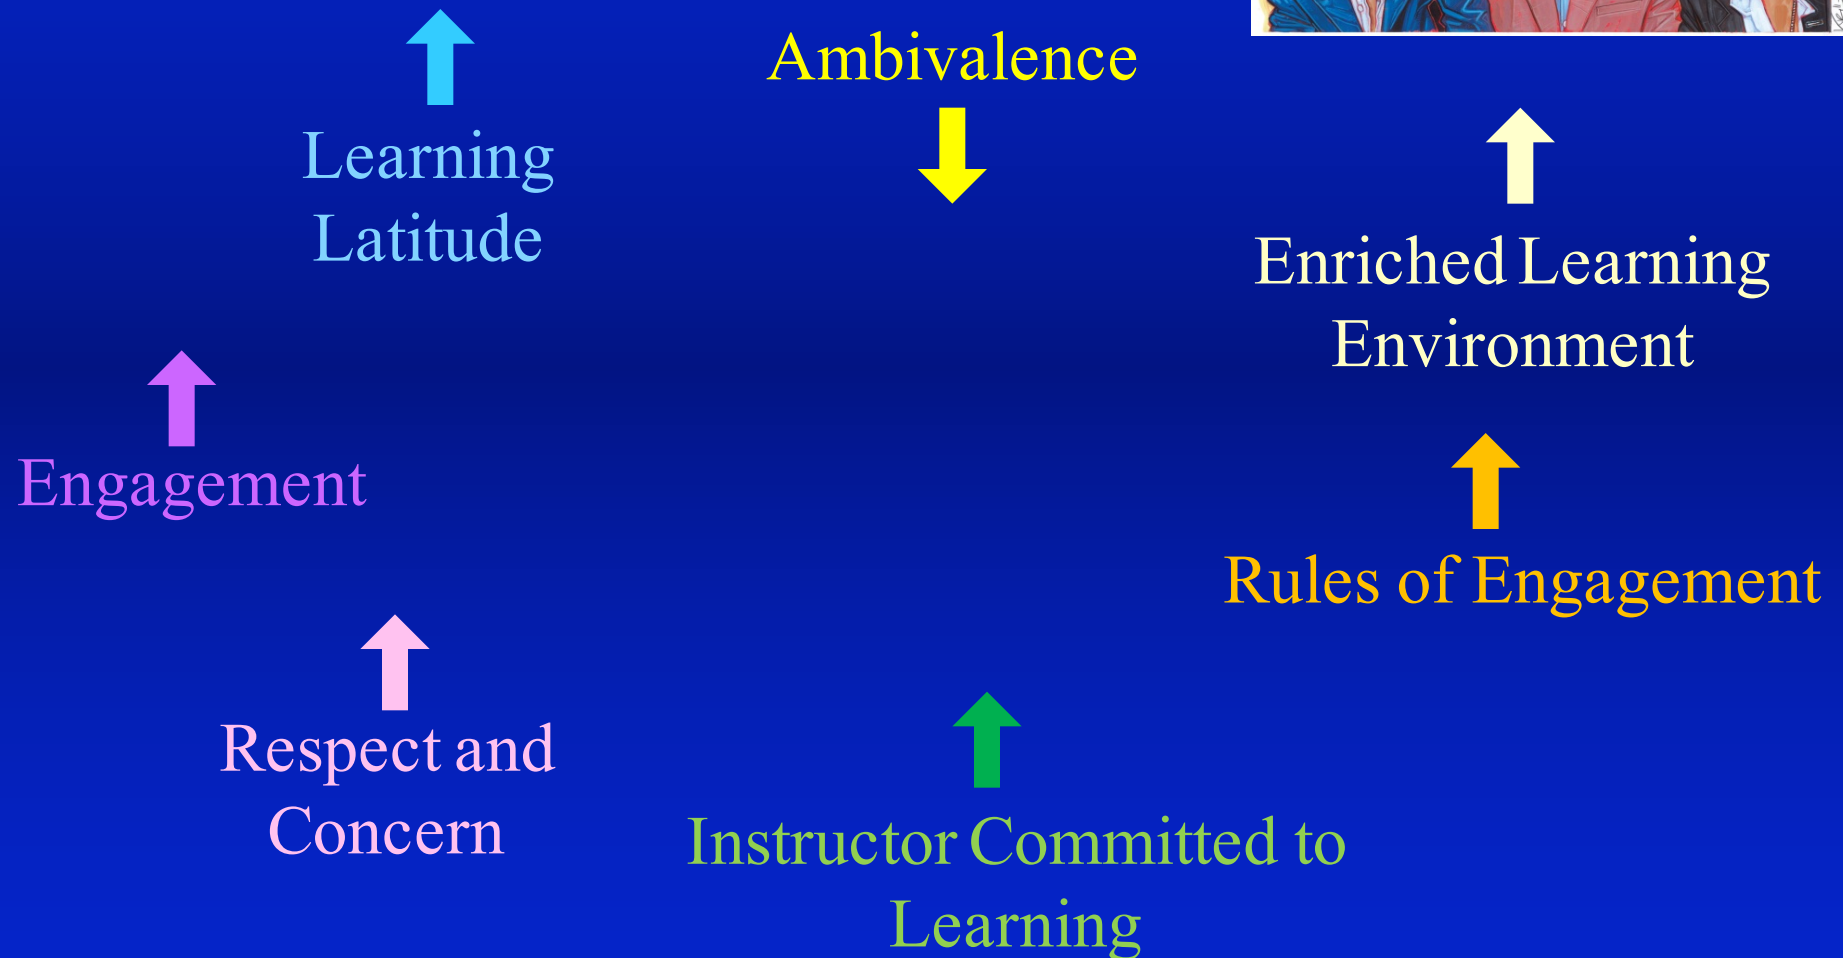 Ambivalence
Learning
Latitude
Enriched Learning
Environment
Engagement
Rules of Engagement
Respect and
Concern
Instructor Committed to
Learning